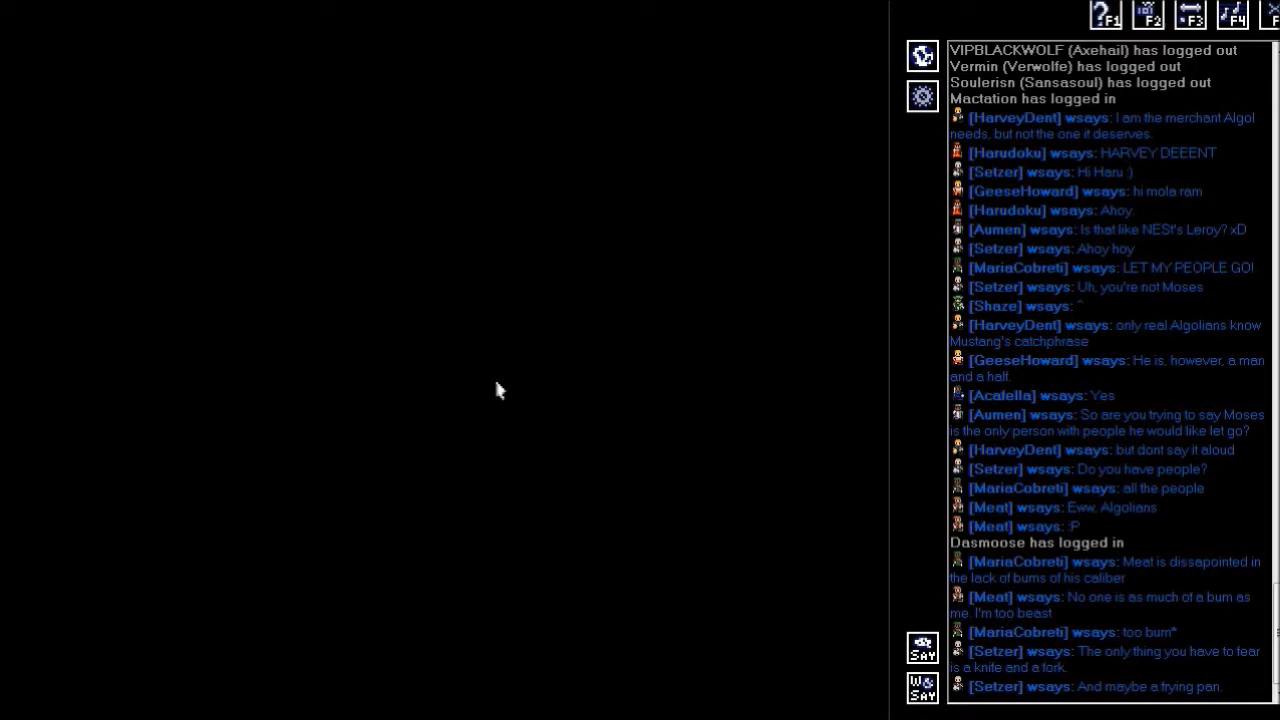 ?F1 F2 F3 F4 F
VIPBLACKWOLF (Axehail) has logged out
Vermin (Verwolfe) has logged out
Soulerisn (Sansasoul) has logged out
Mactation has logged in
[HarveyDent] wsays: I am the merchant Algol
needs, but not the one it deserves.
[Harudoku] wsays: HARVEY DEEENT
[Setzer] wsays: Hi Haru :)
[GeeseHoward] wsays: hi mola ram
[Harudoku] wsays: Ahoy.
[Aumen] wsays: Is that like NESt's Leroy? xD
[Setzer] wsays: Ahoy hoy
[MariaCobreti] wsays: LET MY PEOPLE GO!
[Setzer] wsays: Uh, you're not Moses
[Shaze] wsays: ^
[HarveyDent] wsays: only real Algolians know
Mustang's catchphrase
[GeeseHoward] wsays: He is, however, a man
and a half.
[Acafella] wsays: Yes
[Aumen] wsays: So are you trying to say Moses
is the only person with people he would like let go?
[HarveyDent] wsays: but dont say it aloud
[Setzer] wsays: Do you have people?
[MariaCobreti] wsays: all the people
[Meat] wsays: Eww, Algolians
[Meat] wsays: :P
Dasmoose has logged in
[MariaCobreti] wsays: Meat is dissapointed in
the lack of bums of his caliber
[Meat] wsays: No one is as much of a bum as
me. I'm too beast
[MariaCobreti] wsays: too bum*
[Setzer] wsays: The only thing you have to fear
is a knife and a fork.
[Setzer] wsays: And maybe a frying pan.
SAY
W
SAY